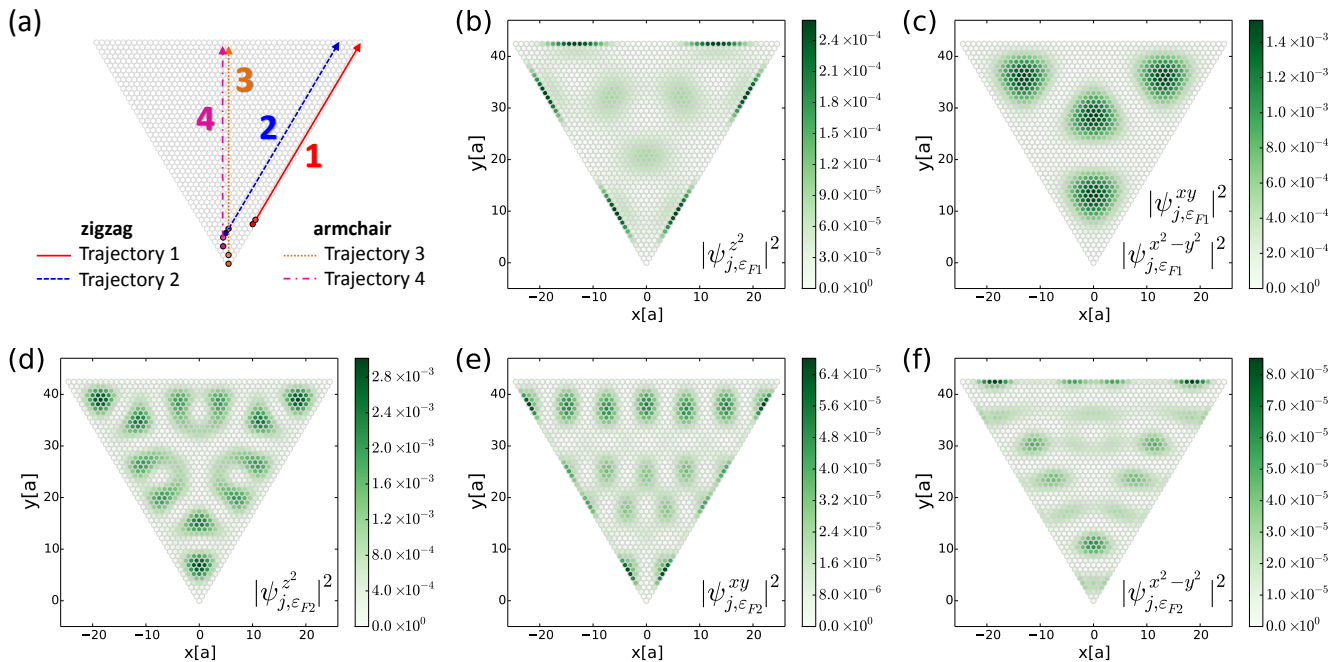 (a)
1
2
3
4
zigzag
armchair
Trajectory 1
Trajectory 3
Trajectory 2
Trajectory 4
(b)
y[a]
40
30
20
10
0
−20 −10 0 10 20
x[a]
|ψ^{z²}_{j,ε_{F1}}|²
2.4 ×10⁻⁴
2.1 ×10⁻⁴
1.8 ×10⁻⁴
1.5 ×10⁻⁴
1.2 ×10⁻⁴
9.0 ×10⁻⁵
6.0 ×10⁻⁵
3.0 ×10⁻⁵
0.0 ×10⁰
(c)
y[a]
40
30
20
10
0
−20 −10 0 10 20
x[a]
|ψ^{xy}_{j,ε_{F1}}|²
|ψ^{x²−y²}_{j,ε_{F1}}|²
1.4 ×10⁻³
1.2 ×10⁻³
1.0 ×10⁻³
8.0 ×10⁻⁴
6.0 ×10⁻⁴
4.0 ×10⁻⁴
2.0 ×10⁻⁴
0.0 ×10⁰
(d)
y[a]
40
30
20
10
0
−20 −10 0 10 20
x[a]
|ψ^{z²}_{j,ε_{F2}}|²
2.8 ×10⁻³
2.4 ×10⁻³
2.0 ×10⁻³
1.6 ×10⁻³
1.2 ×10⁻³
8.0 ×10⁻⁴
4.0 ×10⁻⁴
0.0 ×10⁰
(e)
y[a]
40
30
20
10
0
−20 −10 0 10 20
x[a]
|ψ^{xy}_{j,ε_{F2}}|²
6.4 ×10⁻⁵
5.6 ×10⁻⁵
4.8 ×10⁻⁵
4.0 ×10⁻⁵
3.2 ×10⁻⁵
2.4 ×10⁻⁵
1.6 ×10⁻⁵
8.0 ×10⁻⁶
0.0 ×10⁰
(f)
y[a]
40
30
20
10
0
−20 −10 0 10 20
x[a]
|ψ^{x²−y²}_{j,ε_{F2}}|²
8.0 ×10⁻⁵
7.0 ×10⁻⁵
6.0 ×10⁻⁵
5.0 ×10⁻⁵
4.0 ×10⁻⁵
3.0 ×10⁻⁵
2.0 ×10⁻⁵
1.0 ×10⁻⁵
0.0 ×10⁰